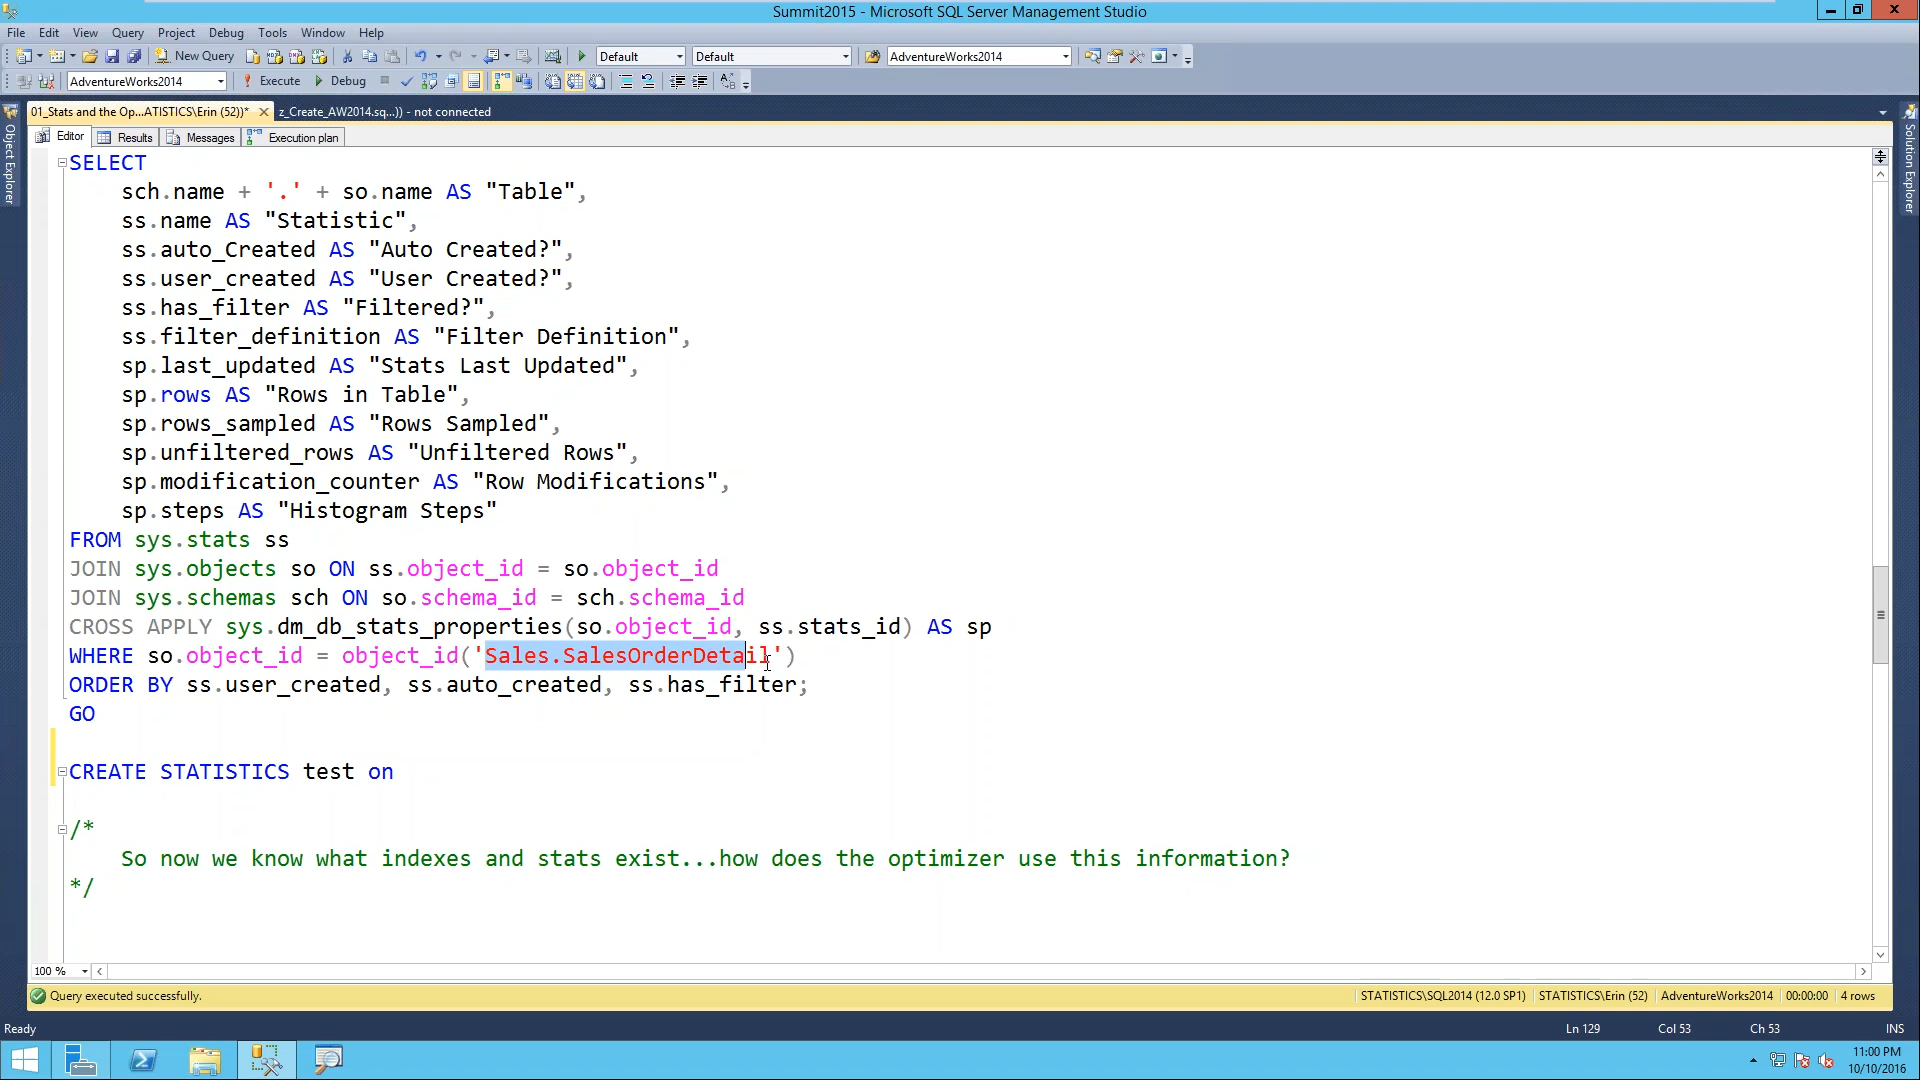 Summit2015 - Microsoft SQL Server Management Studio
File Edit View Query Project Debug Tools Window Help
New Query Default Default AdventureWorks2014
AdventureWorks2014 Execute Debug
01_Stats and the Op...ATISTICS\Erin (52))* z_Create_AW2014.sq...)) - not connected
Editor Results Messages Execution plan
Object Explorer
Solution Explorer
SELECT
sch.name + '.' + so.name AS "Table",
ss.name AS "Statistic",
ss.auto_Created AS "Auto Created?",
ss.user_created AS "User Created?",
ss.has_filter AS "Filtered?",
ss.filter_definition AS "Filter Definition",
sp.last_updated AS "Stats Last Updated",
sp.rows AS "Rows in Table",
sp.rows_sampled AS "Rows Sampled",
sp.unfiltered_rows AS "Unfiltered Rows",
sp.modification_counter AS "Row Modifications",
sp.steps AS "Histogram Steps"
FROM sys.stats ss
JOIN sys.objects so ON ss.object_id = so.object_id
JOIN sys.schemas sch ON so.schema_id = sch.schema_id
CROSS APPLY sys.dm_db_stats_properties(so.object_id, ss.stats_id) AS sp
WHERE so.object_id = object_id('Sales.SalesOrderDetail')
ORDER BY ss.user_created, ss.auto_created, ss.has_filter;
GO
CREATE STATISTICS test on
/*
So now we know what indexes and stats exist...how does the optimizer use this information?
*/
100 %
Query executed successfully. STATISTICS\SQL2014 (12.0 SP1) STATISTICS\Erin (52) AdventureWorks2014 00:00:00 4 rows
Ready Ln 129 Col 53 Ch 53 INS
11:00 PM
10/10/2016